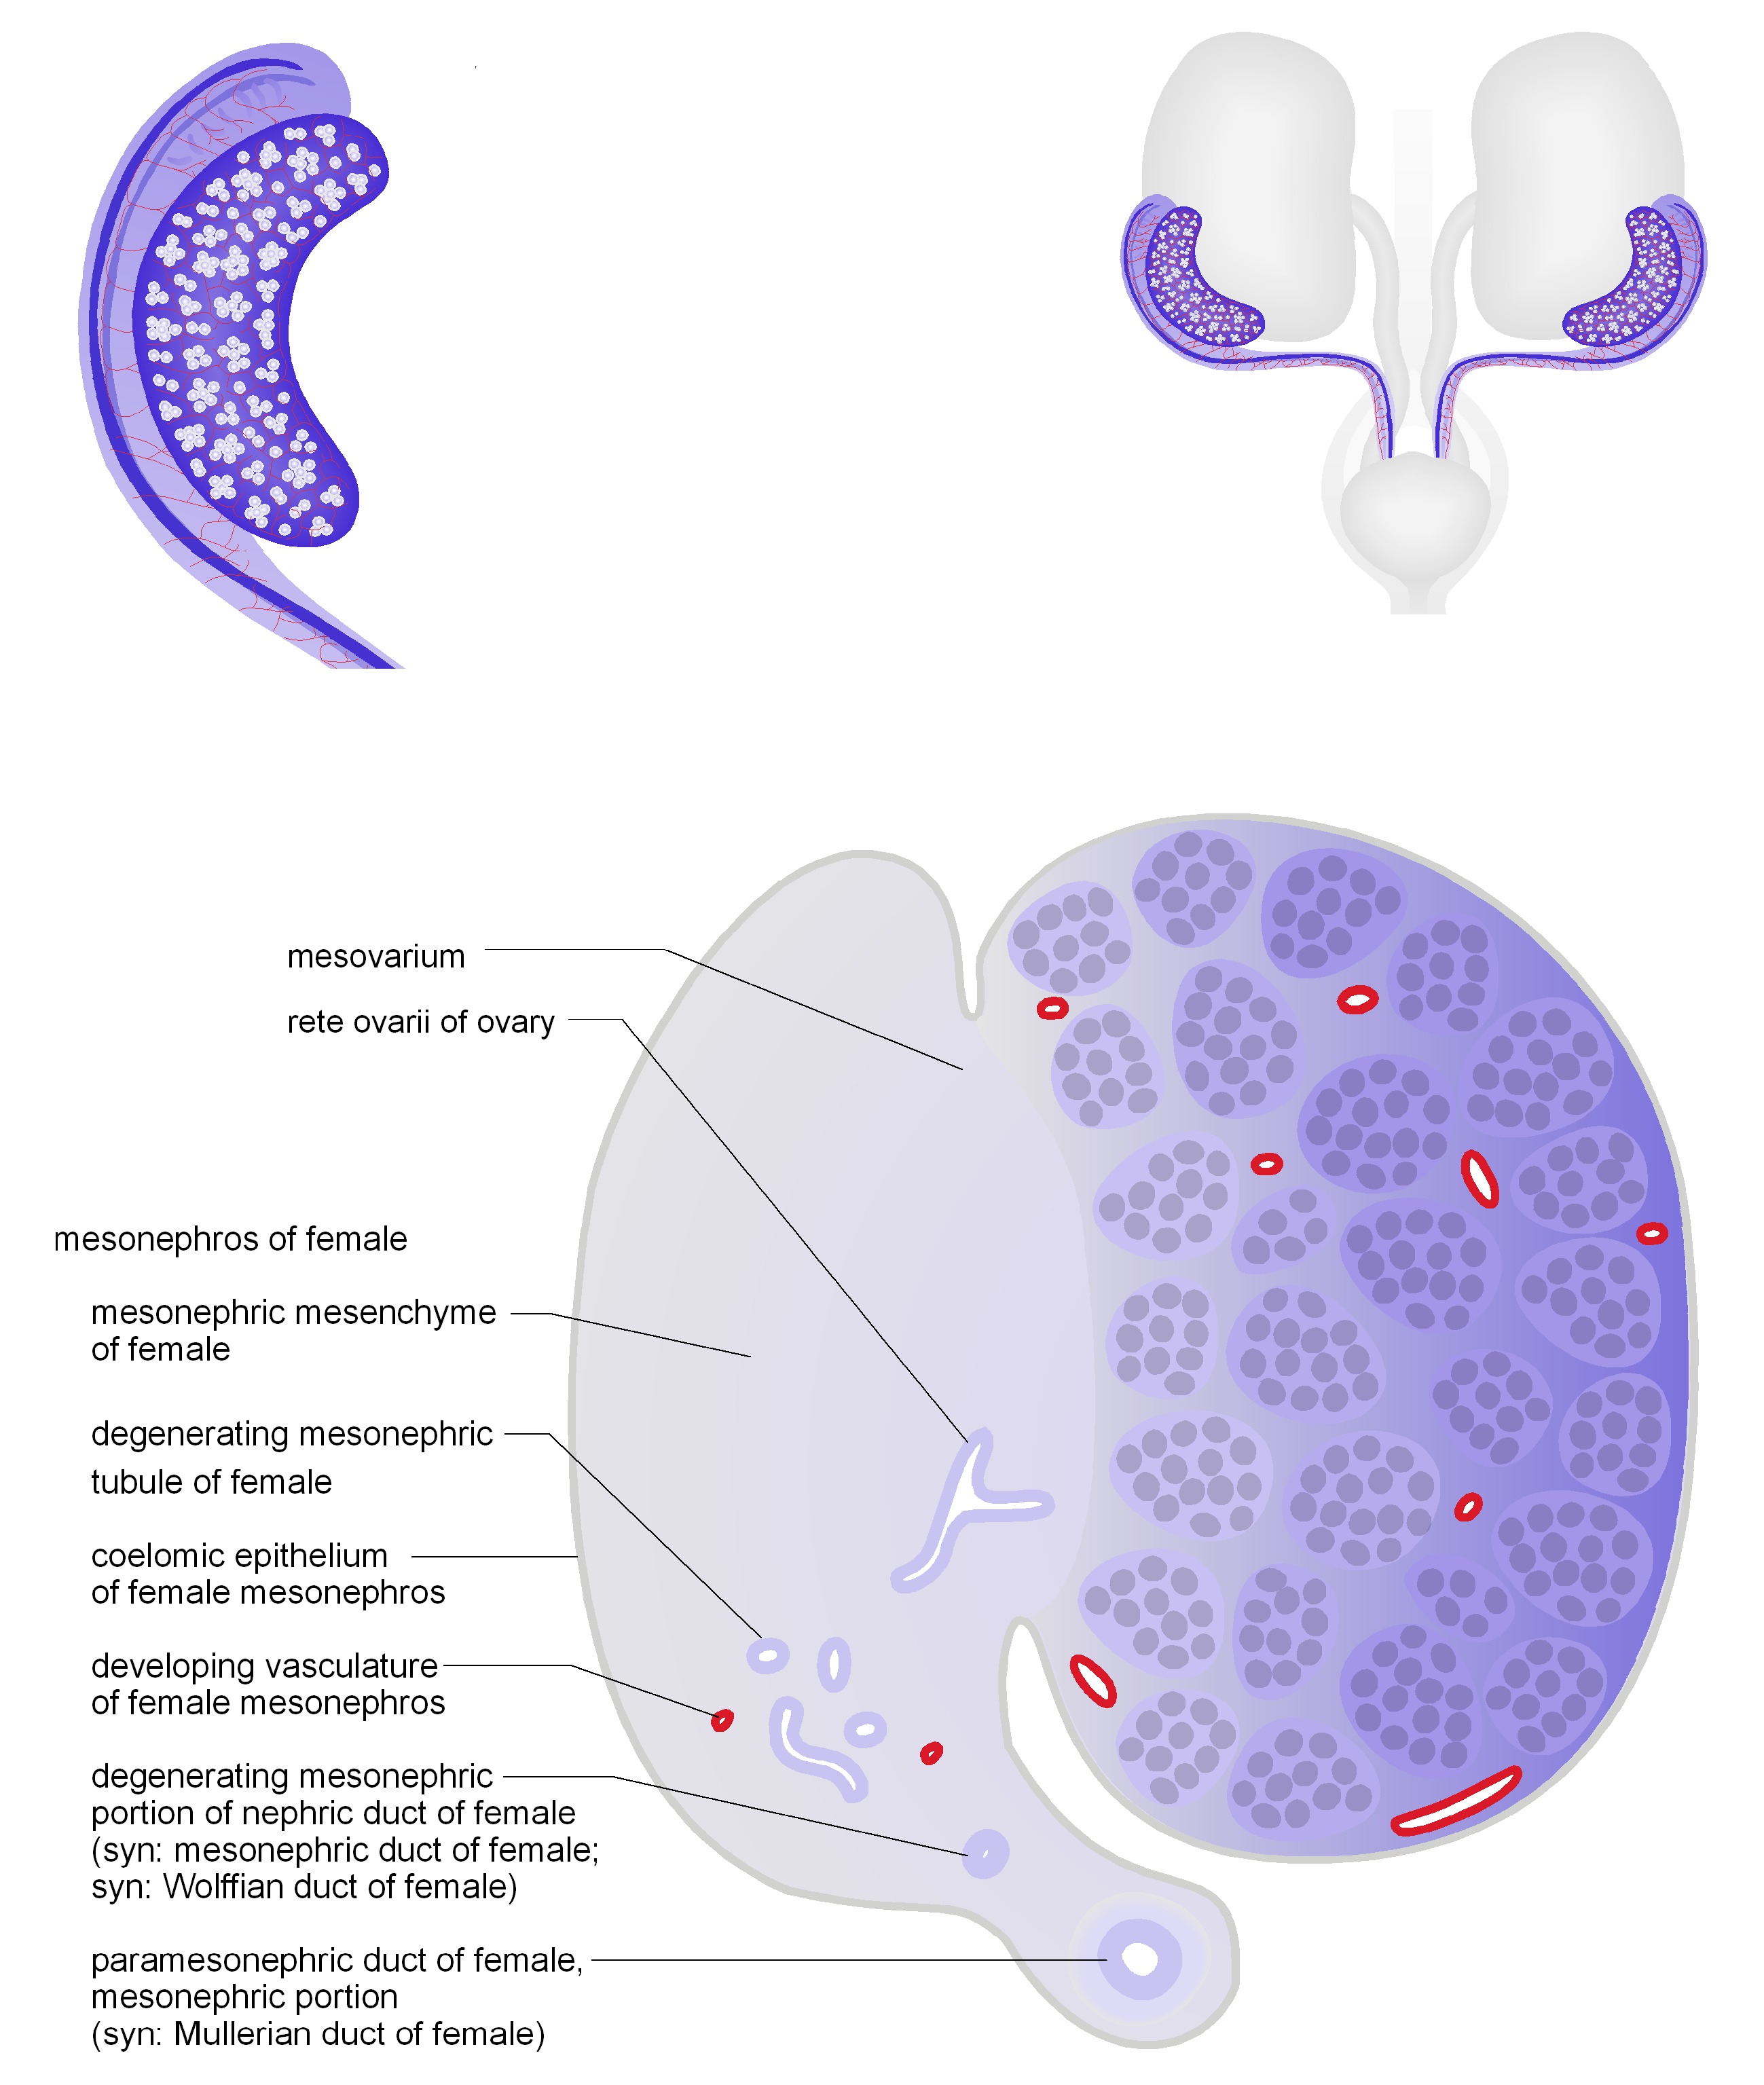 mesovarium
rete ovarii of ovary
mesonephros of female
mesonephric mesenchyme
of female
degenerating mesonephric
tubule of female
coelomic epithelium
of female mesonephros
developing vasculature
of female mesonephros
degenerating mesonephric
portion of nephric duct of female
(syn: mesonephric duct of female;
syn: Wolffian duct of female)
paramesonephric duct of female,
mesonephric portion
(syn: Mullerian duct of female)